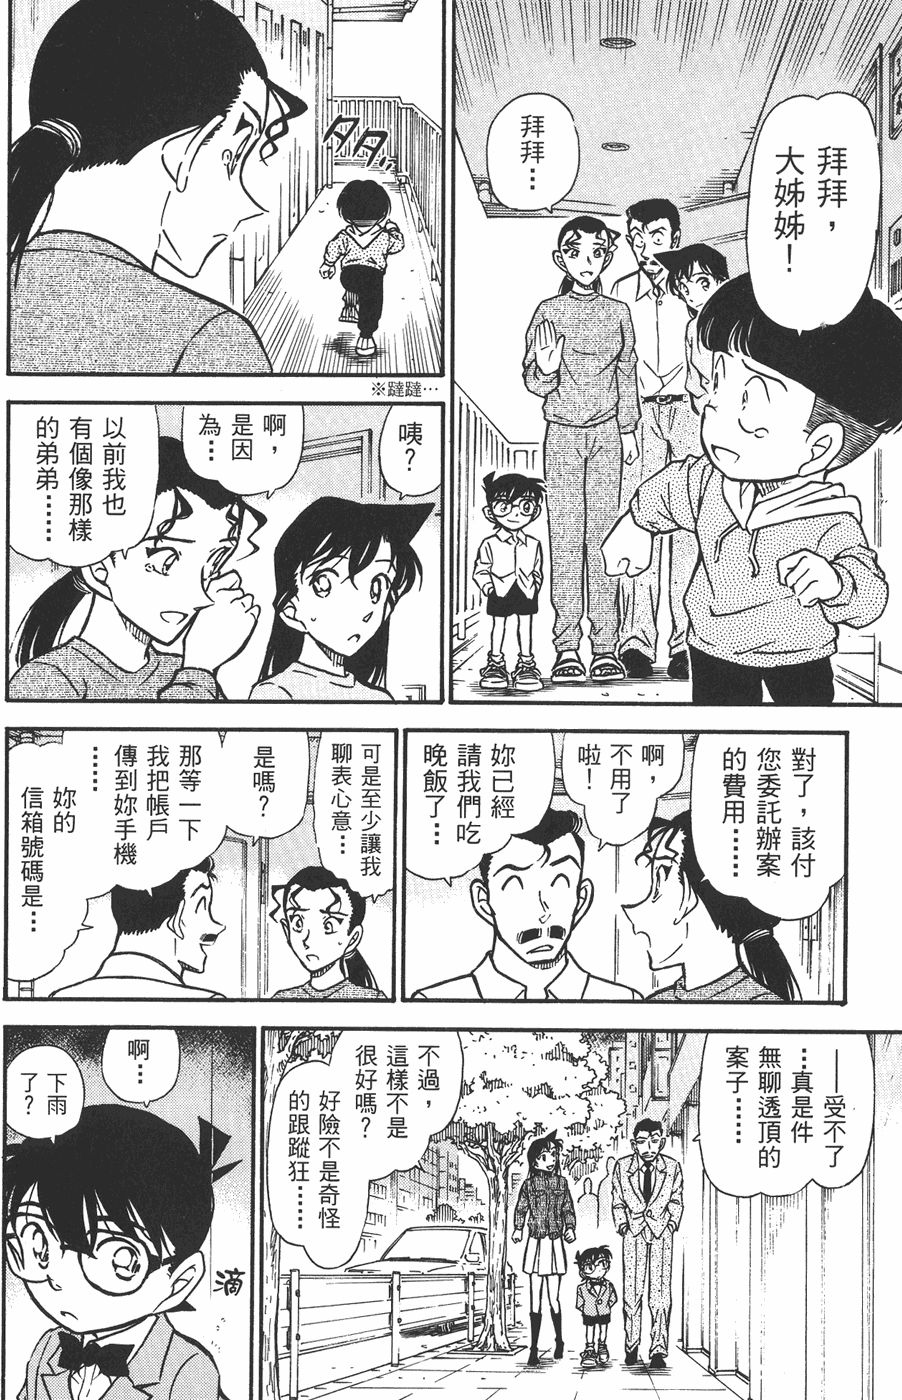 拜拜，
大姊姊！
拜拜…
タタッ
※躂躂…
咦？
啊，
是因
為…
以前我也
有個像那樣
的弟弟……
對了，該付
您委託辦案
的費用……
啊，
不用了
啦！
妳已經
請我們吃
晚飯了…
可是至少讓我
聊表心意…
是嗎？
那等一下
我把帳戶
傳到妳手機
……
妳的
信箱號碼是…
──受不了
…真是件
無聊透頂的
案子……
不過，
這樣不是
很好嗎？
好險不是奇怪
的跟蹤狂……
啊…
下雨
了？
滴